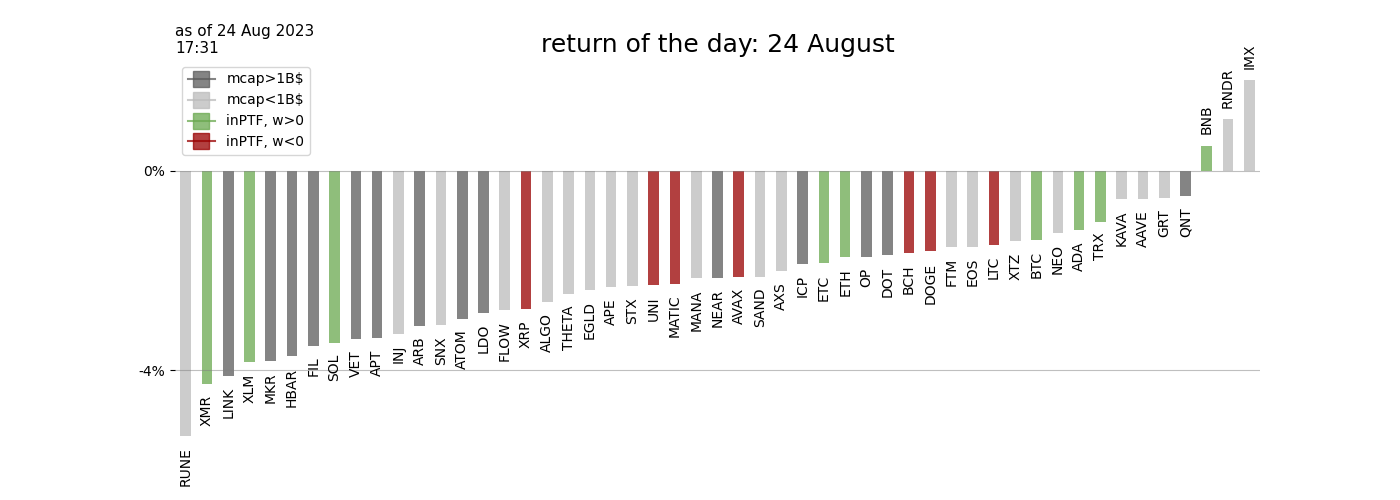 as of 24 Aug 2023
17:31
return of the day: 24 August
mcap>1B$
mcap<1B$
inPTF, w>0
inPTF, w<0
0%
-4%
RUNE
XMR
LINK
XLM
MKR
HBAR
FIL
SOL
VET
APT
INJ
ARB
SNX
ATOM
LDO
FLOW
XRP
ALGO
THETA
EGLD
APE
STX
UNI
MATIC
MANA
NEAR
AVAX
SAND
AXS
ICP
ETC
ETH
OP
DOT
BCH
DOGE
FTM
EOS
LTC
XTZ
BTC
NEO
ADA
TRX
KAVA
AAVE
GRT
QNT
BNB
RNDR
IMX